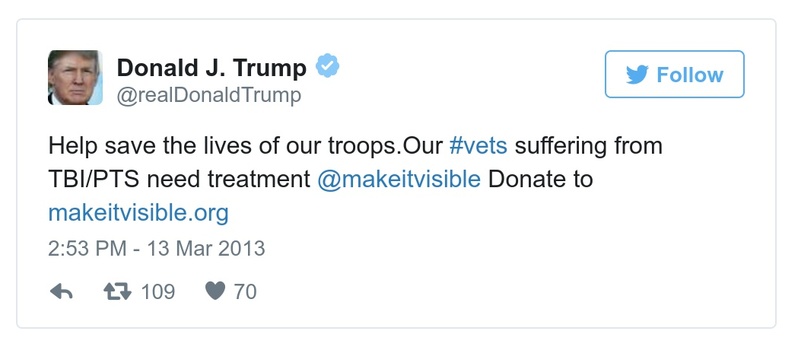 Donald J. Trump
Follow
@realDonaldTrump
Help save the lives of our troops.Our #vets suffering from
TBI/PTS need treatment @makeitvisible Donate to
makeitvisible.org
2:53 PM - 13 Mar 2013
109 70